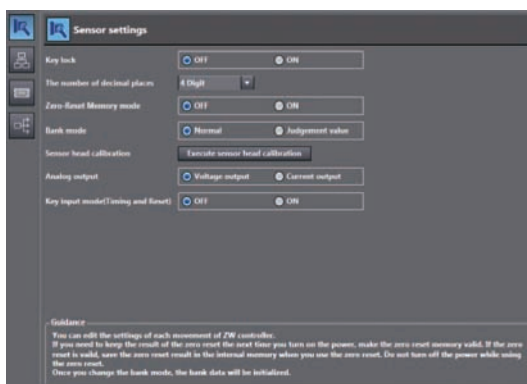 Sensor settings
Key lock OFF ON
The number of decimal places 4 Digit
Zero-Reset Memory mode OFF ON
Bank mode Normal Judgement value
Sensor head calibration Execute sensor head calibration
Analog output Voltage output Current output
Key input mode(Timing and Reset) OFF ON
Guidance
You can edit the settings of each movement of ZW controller.
If you need to keep the result of the zero reset the next time you turn on the power, make the zero reset memory valid. If the zero
reset is valid, save the zero reset result in the internal memory when you use the zero reset. Do not turn off the power while using
the zero reset.
Once you change the bank mode, the bank data will be initialized.